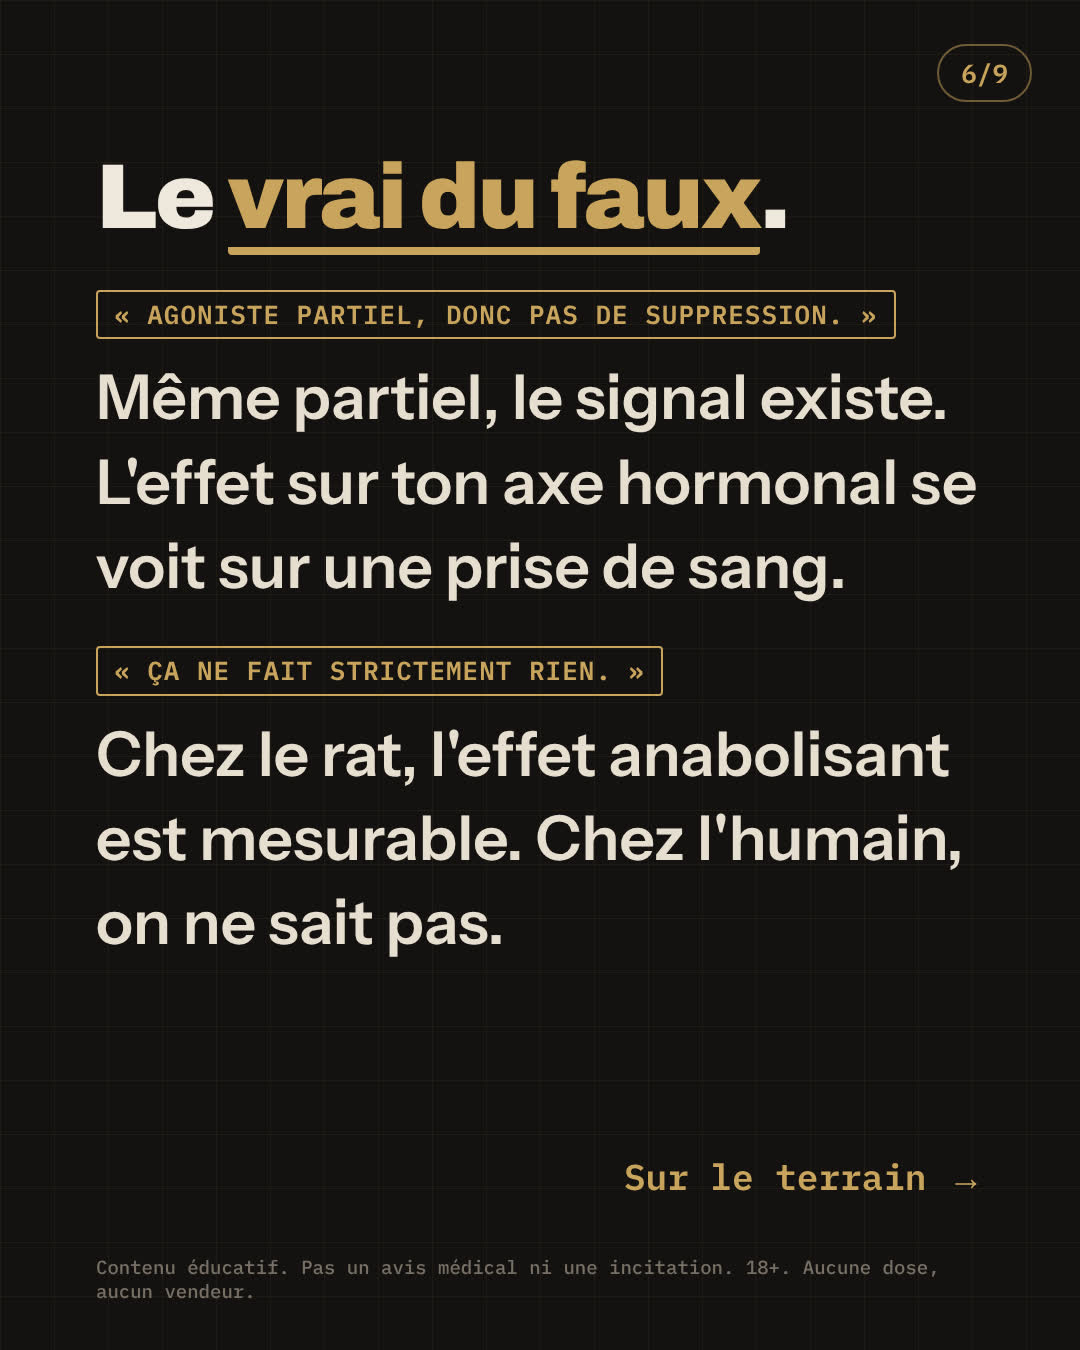 6/9
Le vrai du faux.
« AGONISTE PARTIEL, DONC PAS DE SUPPRESSION. »
Même partiel, le signal existe.
L'effet sur ton axe hormonal se
voit sur une prise de sang.
« ÇA NE FAIT STRICTEMENT RIEN. »
Chez le rat, l'effet anabolisant
est mesurable. Chez l'humain,
on ne sait pas.
Sur le terrain →
Contenu éducatif. Pas un avis médical ni une incitation. 18+. Aucune dose,
aucun vendeur.